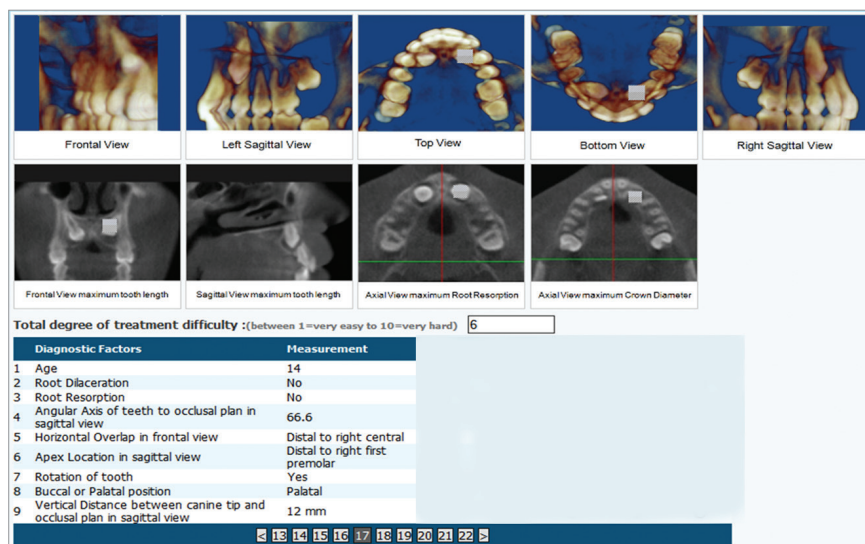 Frontal View
Left Sagittal View
Top View
Bottom View
Right Sagittal View
Frontal View maximum tooth length
Sagittal View maximum tooth length
Axial View maximum Root Resorption
Axial View maximum Crown Diameter
Total degree of treatment difficulty :(between 1=very easy to 10=very hard) 6
Diagnostic Factors Measurement
1 Age 14
2 Root Dilaceration No
3 Root Resorption No
4 Angular Axis of teeth to occlusal plan in
sagittal view 66.6
5 Horizontal Overlap in frontal view Distal to right central
6 Apex Location in sagittal view Distal to right first
premolar
7 Rotation of tooth Yes
8 Buccal or Palatal position Palatal
9 Vertical Distance between canine tip and
occlusal plan in sagittal view 12 mm
< 13 14 15 16 17 18 19 20 21 22 >